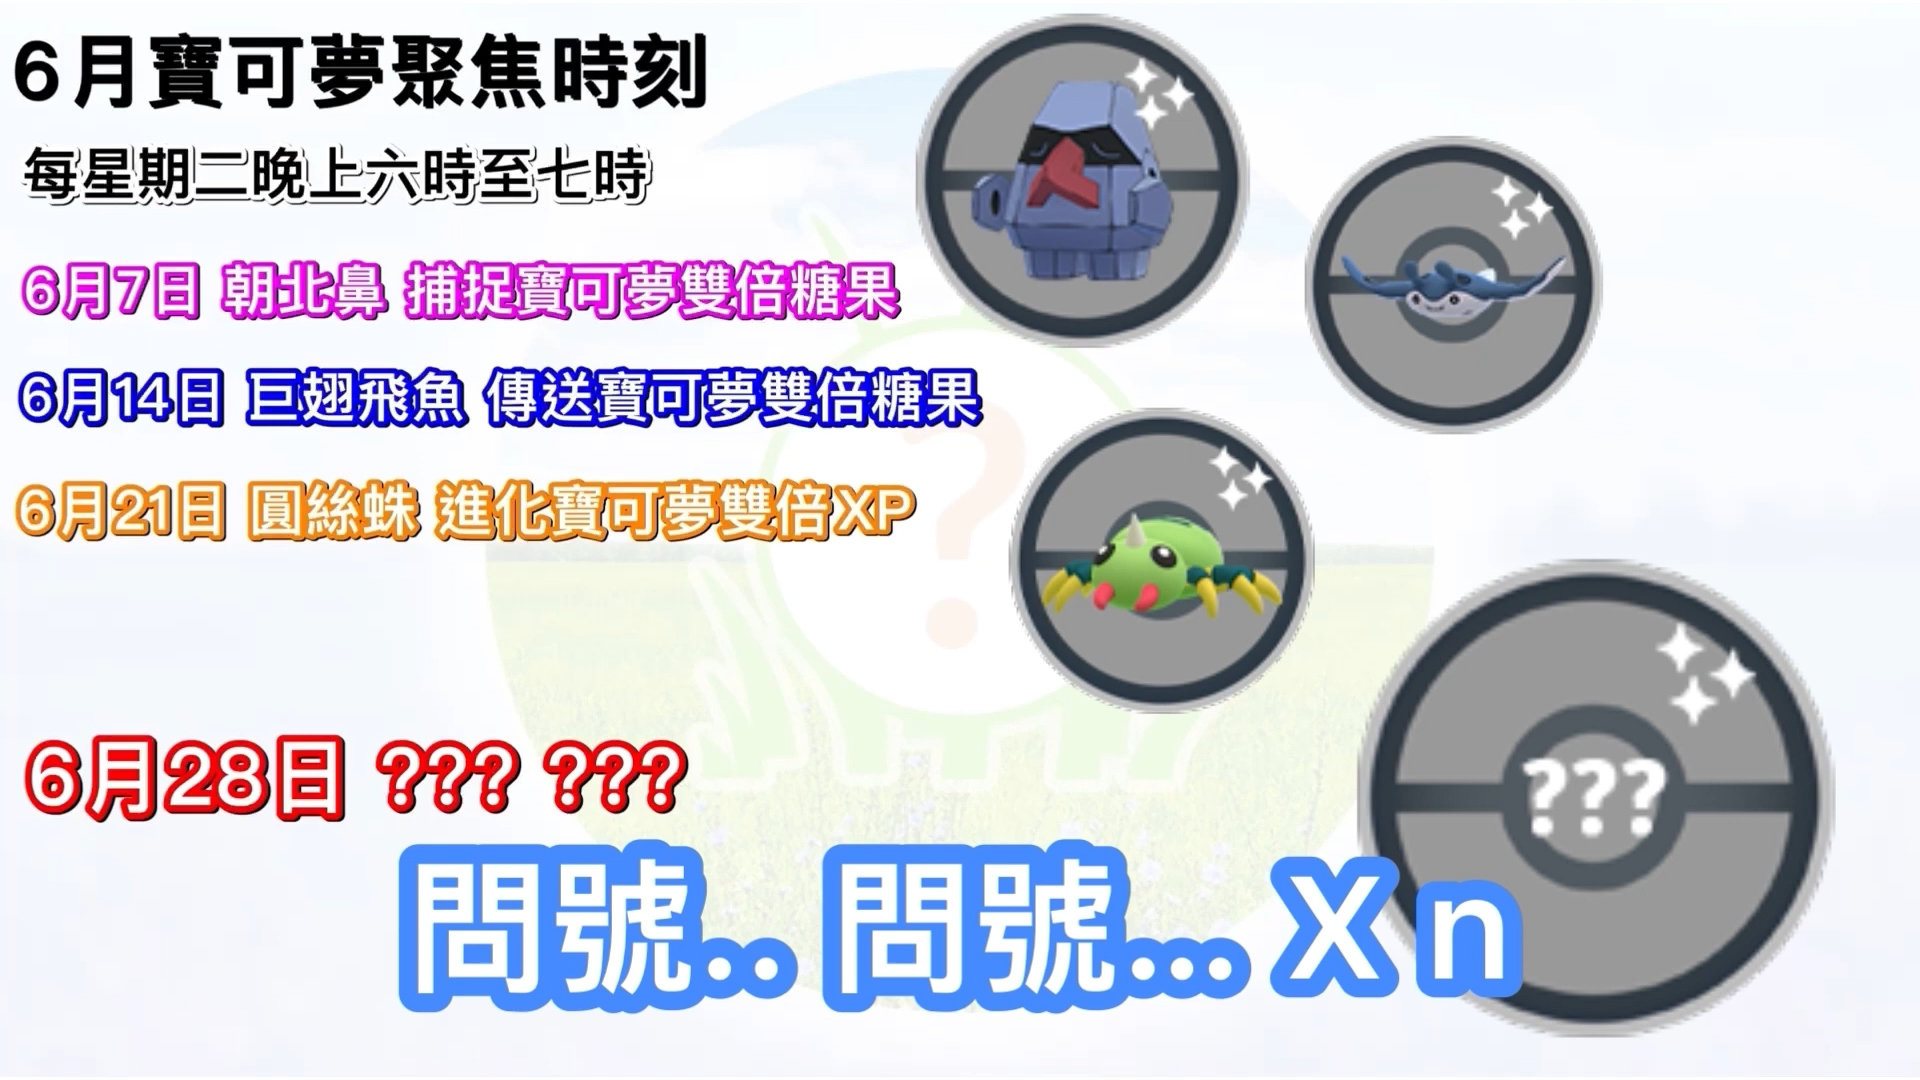 6月寶可夢聚焦時刻
每星期二晚上六時至七時
6月7日 朝北鼻 捕捉寶可夢雙倍糖果
6月14日 巨翅飛魚 傳送寶可夢雙倍糖果
6月21日 圓絲蛛 進化寶可夢雙倍XP
6月28日 ??? ???
???
問號.. 問號... X n